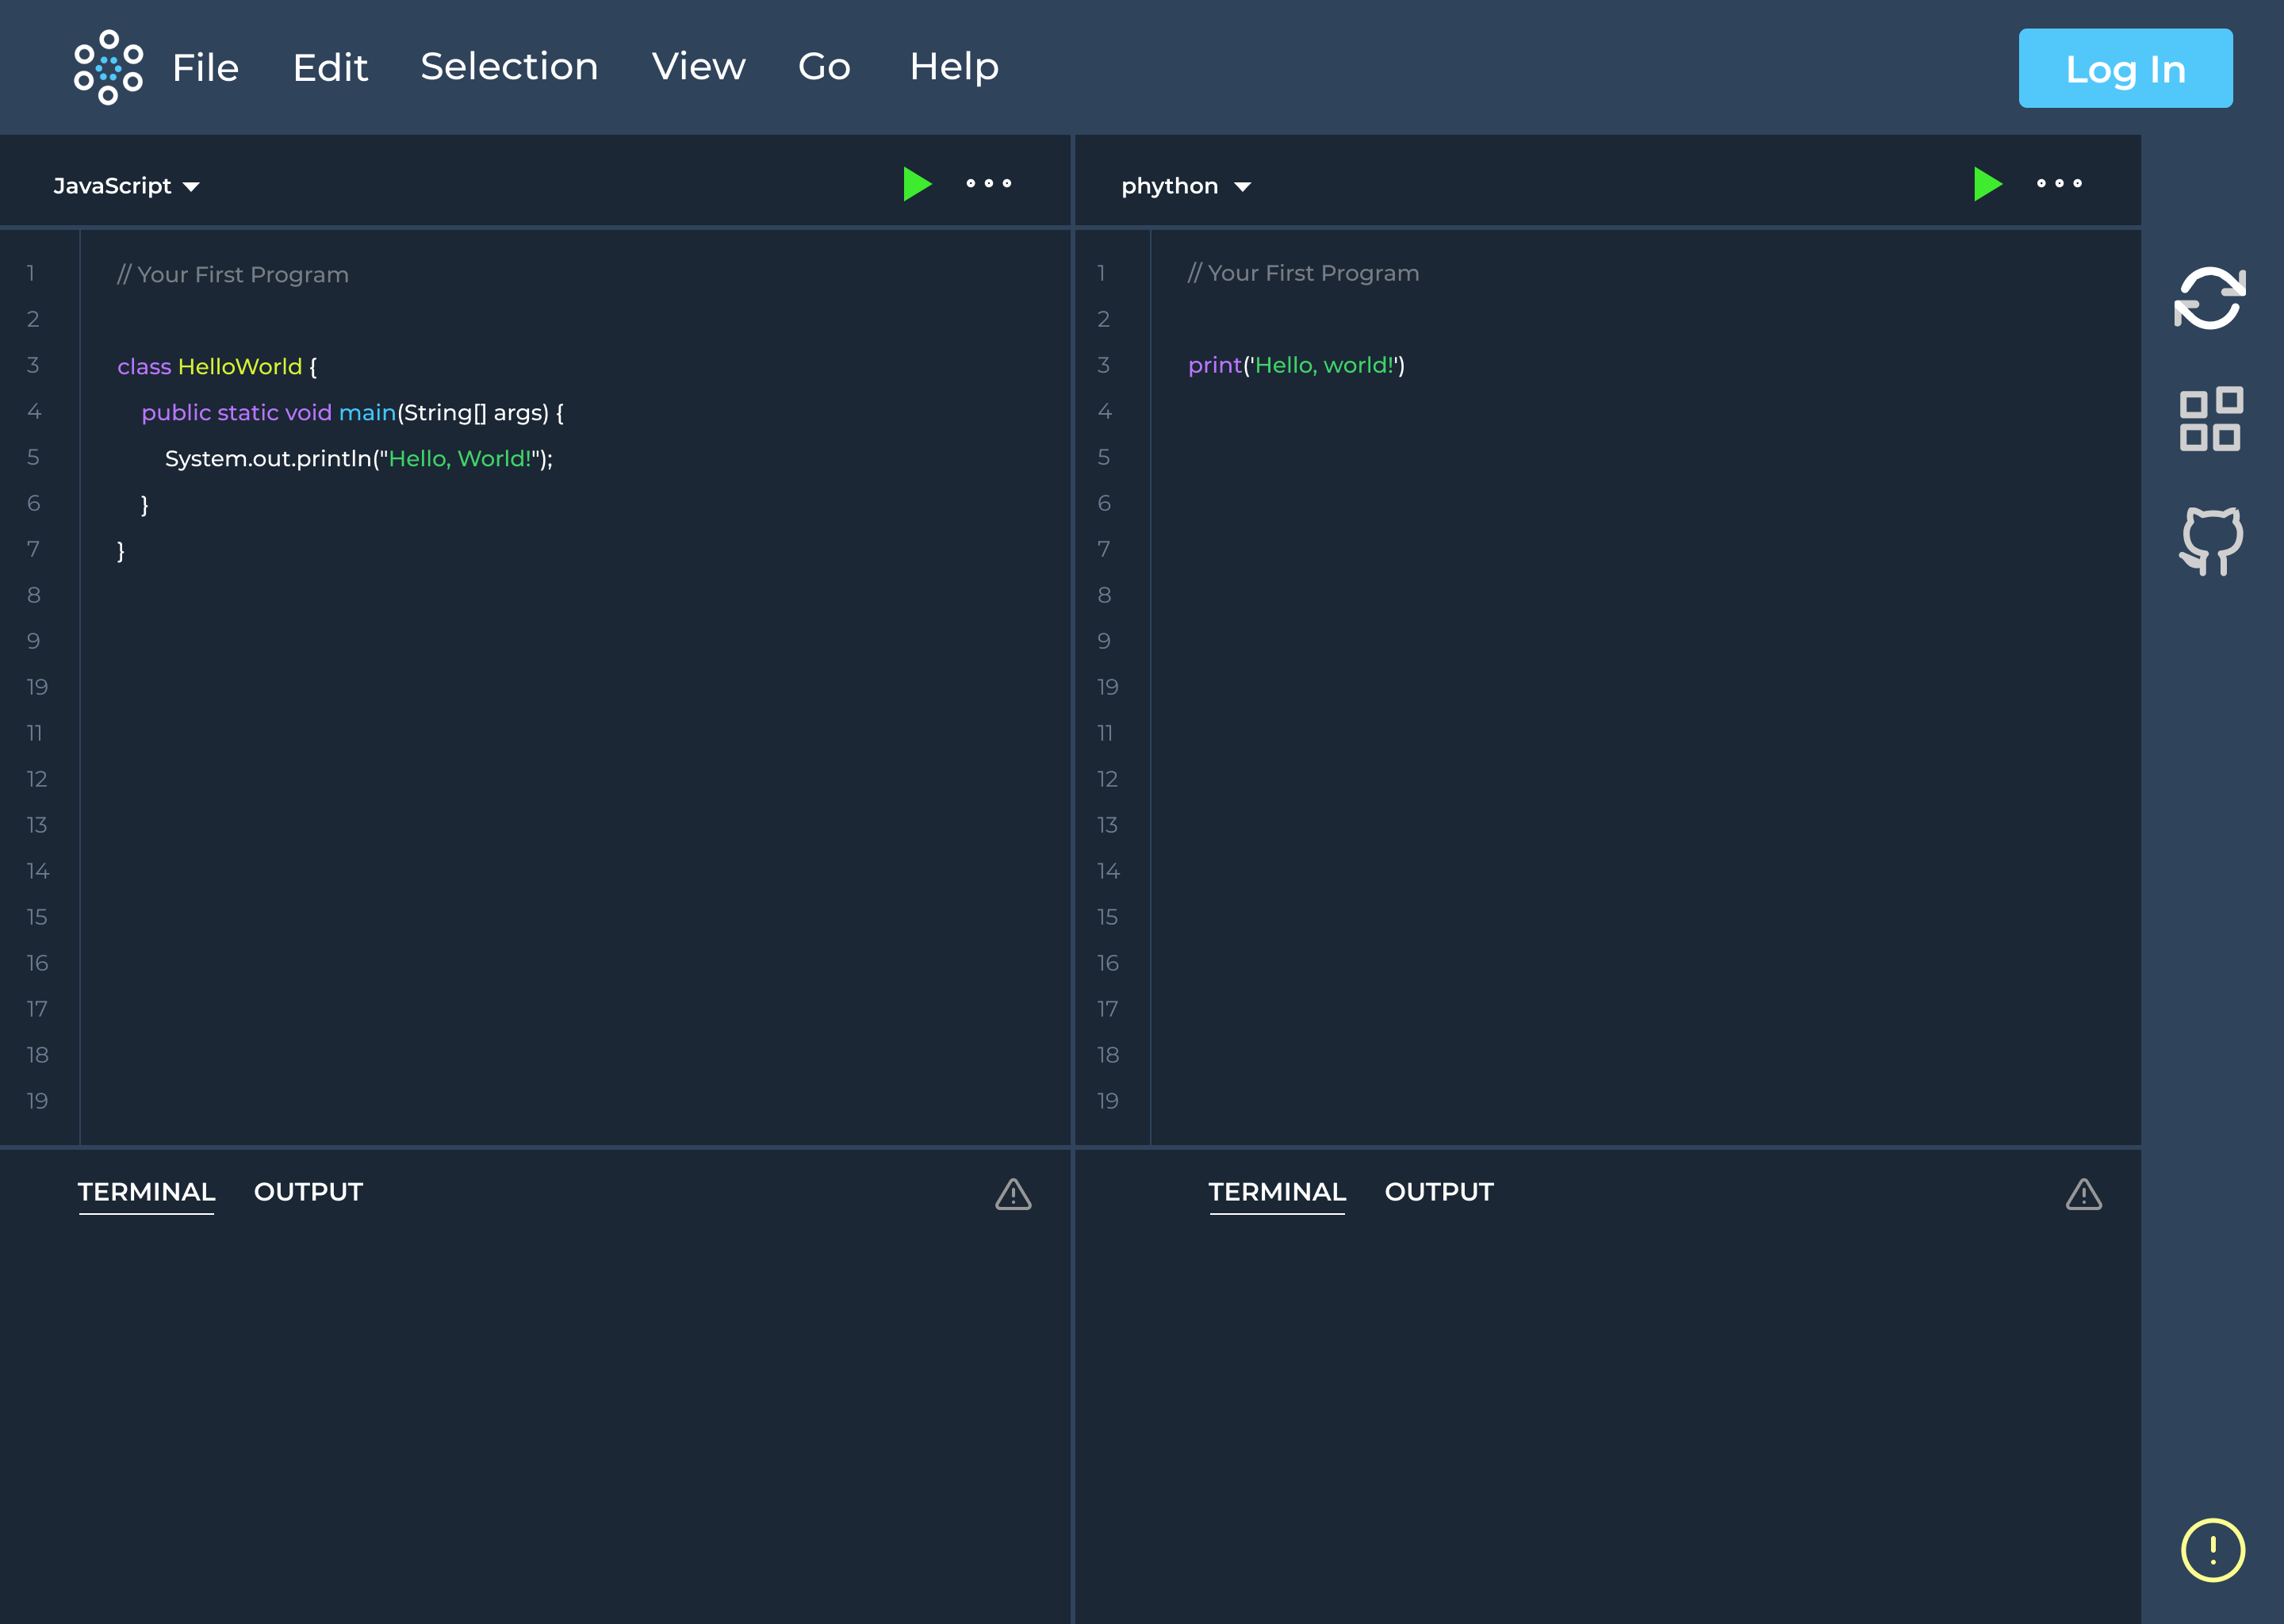 File Edit Selection View Go Help Log In
JavaScript
1 // Your First Program
2
3 class HelloWorld {
4 public static void main(String[] args) {
5 System.out.println("Hello, World!");
6 }
7 }
8
9
19
11
12
13
14
15
16
17
18
19
TERMINAL OUTPUT
phython
1 // Your First Program
2
3 print('Hello, world!')
4
5
6
7
8
9
19
11
12
13
14
15
16
17
18
19
TERMINAL OUTPUT